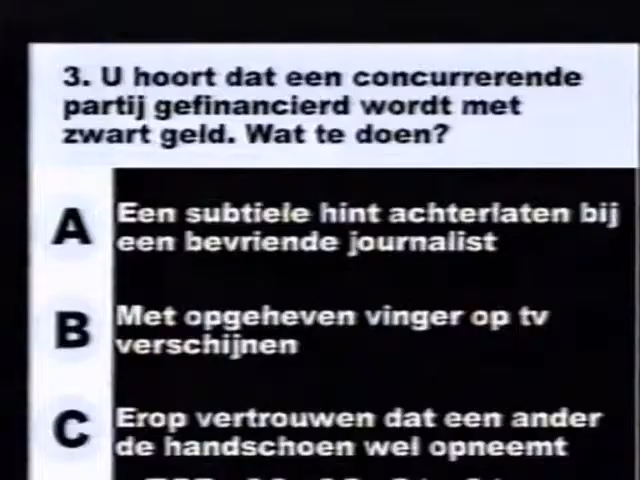 3. U hoort dat een concurrerende
partij gefinancierd wordt met
zwart geld. Wat te doen?
A
Een subtiele hint achterlaten bij
een bevriende journalist
B
Met opgeheven vinger op tv
verschijnen
C
Erop vertrouwen dat een ander
de handschoen wel opneemt